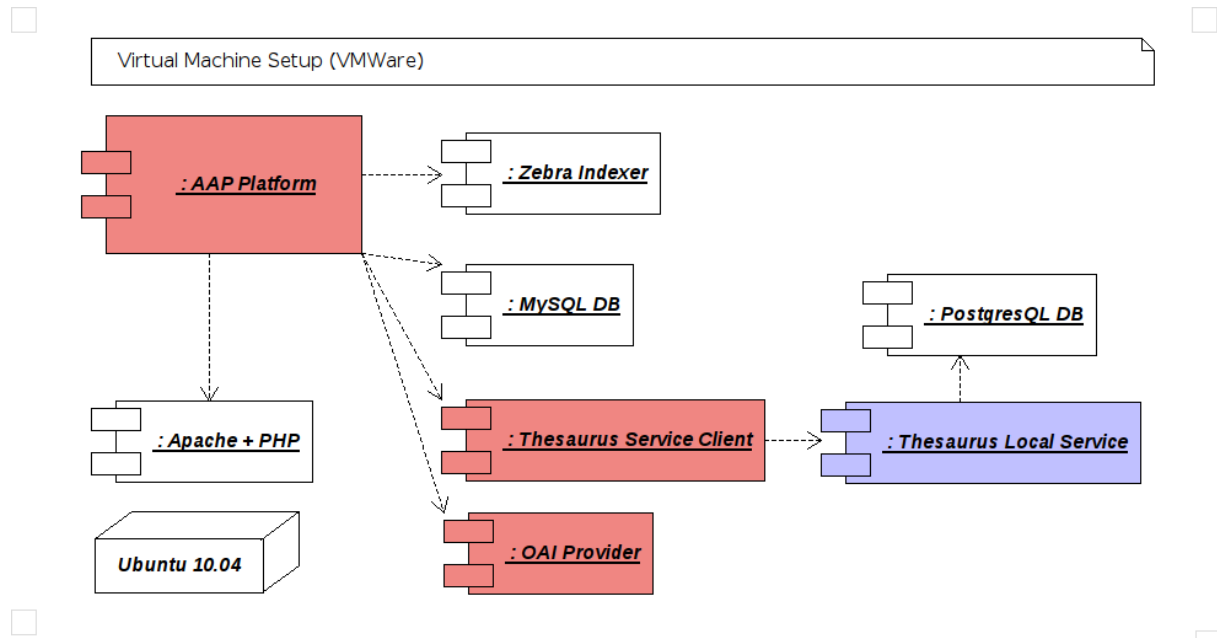 Virtual Machine Setup (VMWare)
: AAP Platform
: Zebra Indexer
: MySQL DB
: PostgresQL DB
: Apache + PHP
: Thesaurus Service Client
: Thesaurus Local Service
Ubuntu 10.04
: OAI Provider